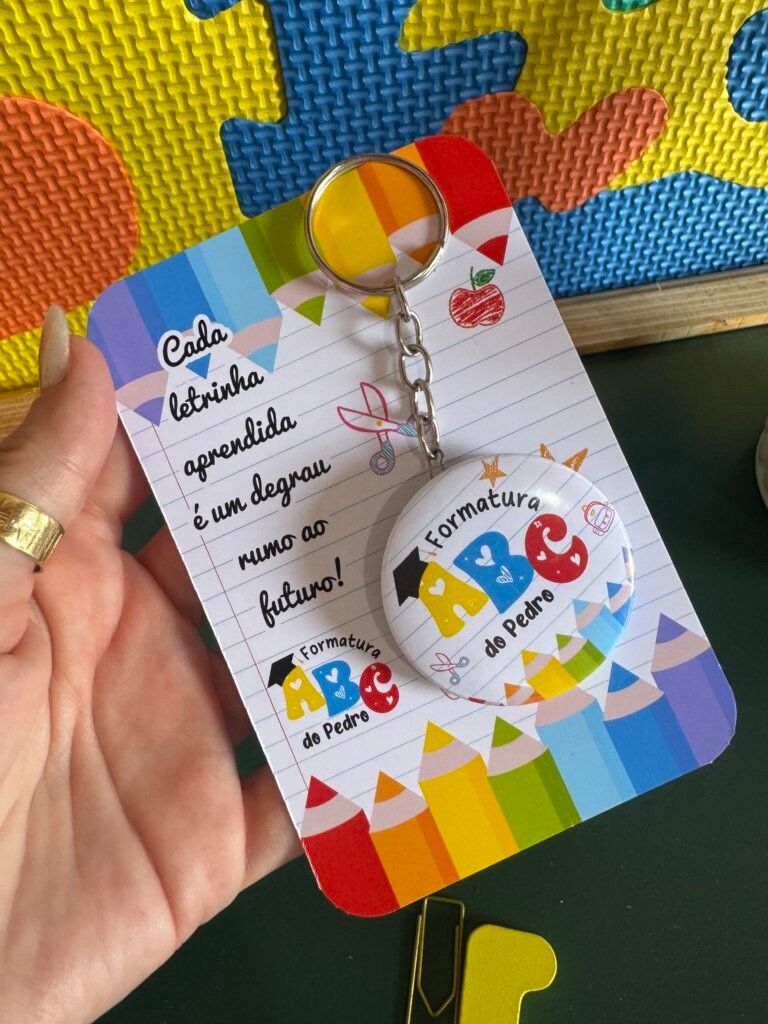 Cada
letrinha
aprendida
é um degrau
rumo ao
futuro!
Formatura
ABC
do Pedro
Formatura
ABC
do Pedro